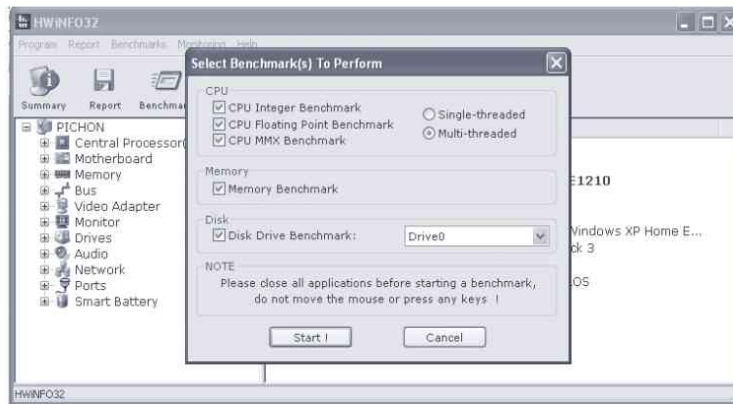 HWiNFO32
Program Report Benchmarks Monitoring Help
Summary Report Benchmar
PICHON
Central Processor(
Motherboard
Memory
Bus
Video Adapter
Monitor
Drives
Audio
Network
Ports
Smart Battery
Select Benchmark(s) To Perform
CPU
CPU Integer Benchmark
CPU Floating Point Benchmark
CPU MMX Benchmark
Single-threaded
Multi-threaded
Memory
Memory Benchmark
Disk
Disk Drive Benchmark:
Drive0
NOTE
Please close all applications before starting a benchmark,
do not move the mouse or press any keys !
Start !
Cancel
E1210
Windows XP Home E...
ck 3
OS
HWiNFO32